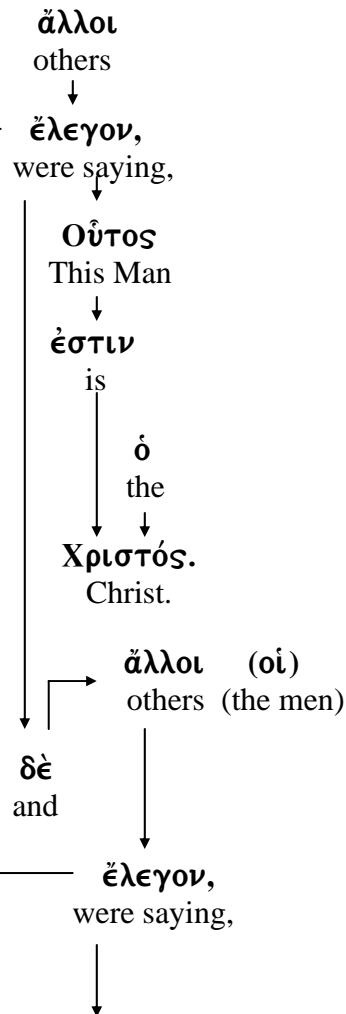 ἄλλοι
others
ἔλεγον,
were saying,
Οὗτος
This Man
ἐστιν
is
ὁ
the
Χριστός.
Christ.
ἄλλοι (οἱ)
others (the men)
δὲ
and
ἔλεγον,
were saying,